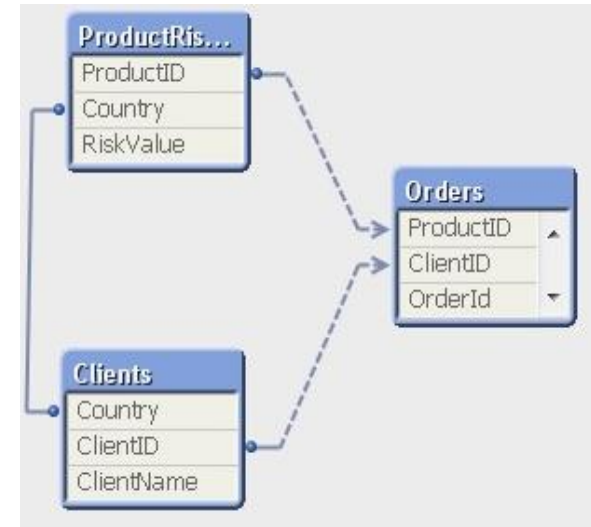 ProductRis...
ProductID
Country
RiskValue
Orders
ProductID
ClientID
OrderId
Clients
Country
ClientID
ClientName